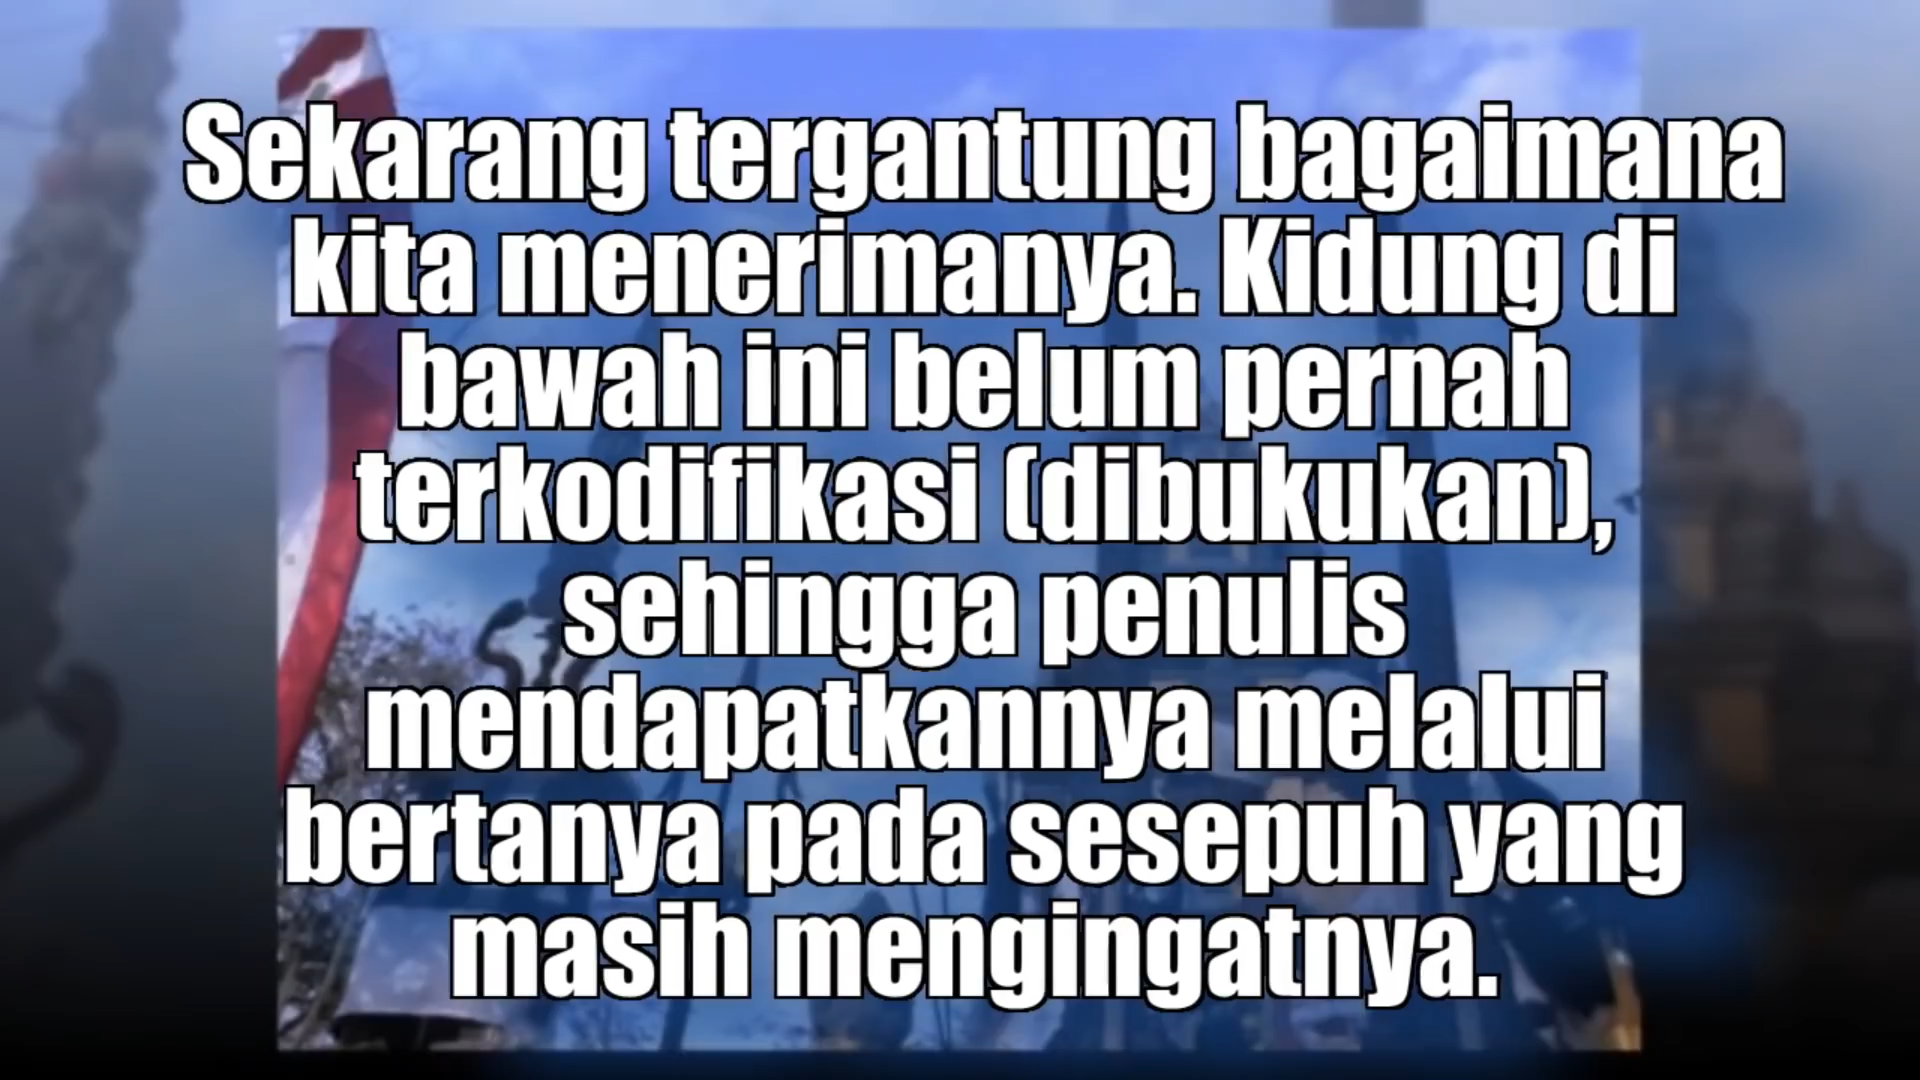 Sekarang tergantung bagaimana
kita menerimanya. Kidung di
bawah ini belum pernah
terkodifikasi (dibukukan),
sehingga penulis
mendapatkannya melalui
bertanya pada sesepuh yang
masih mengingatnya.